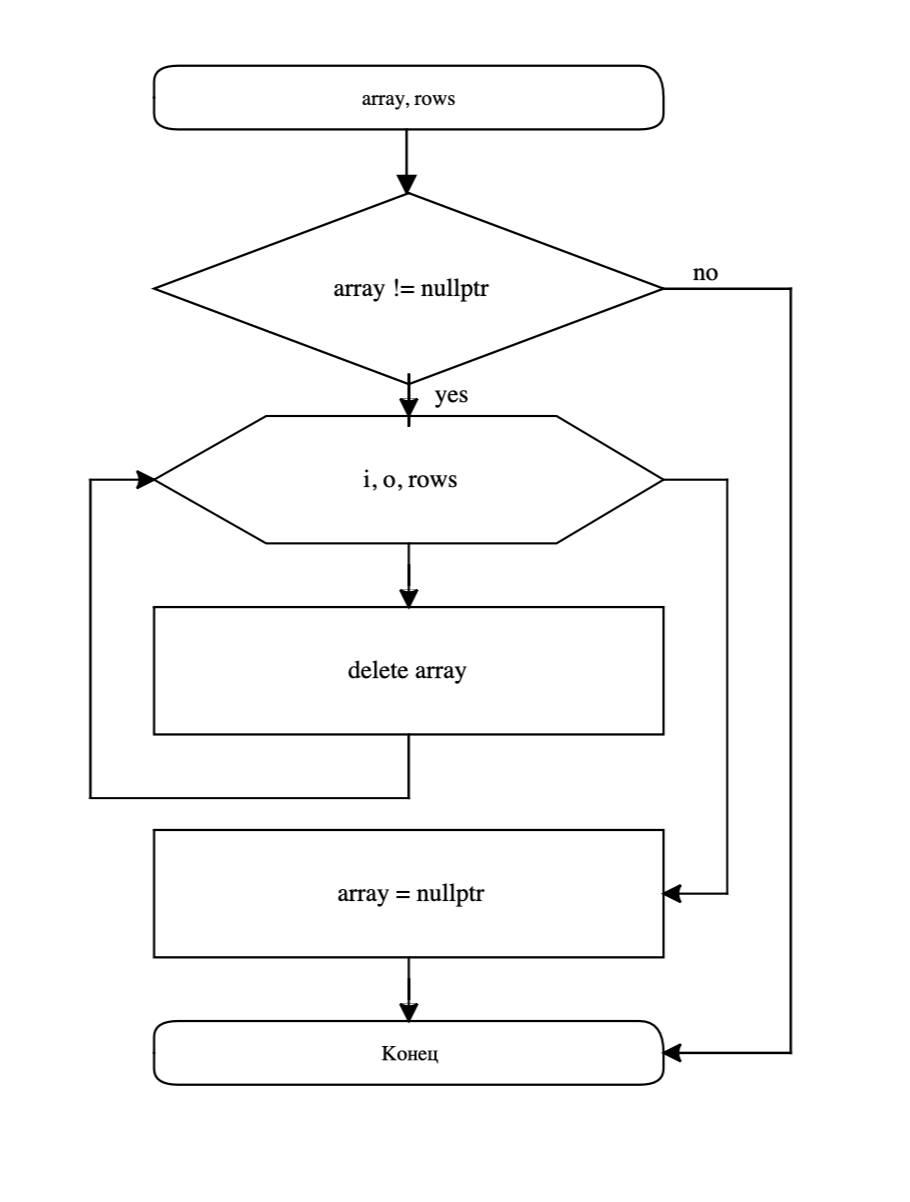 array, rows
array != nullptr
no
yes
i, o, rows
delete array
array = nullptr
Конец